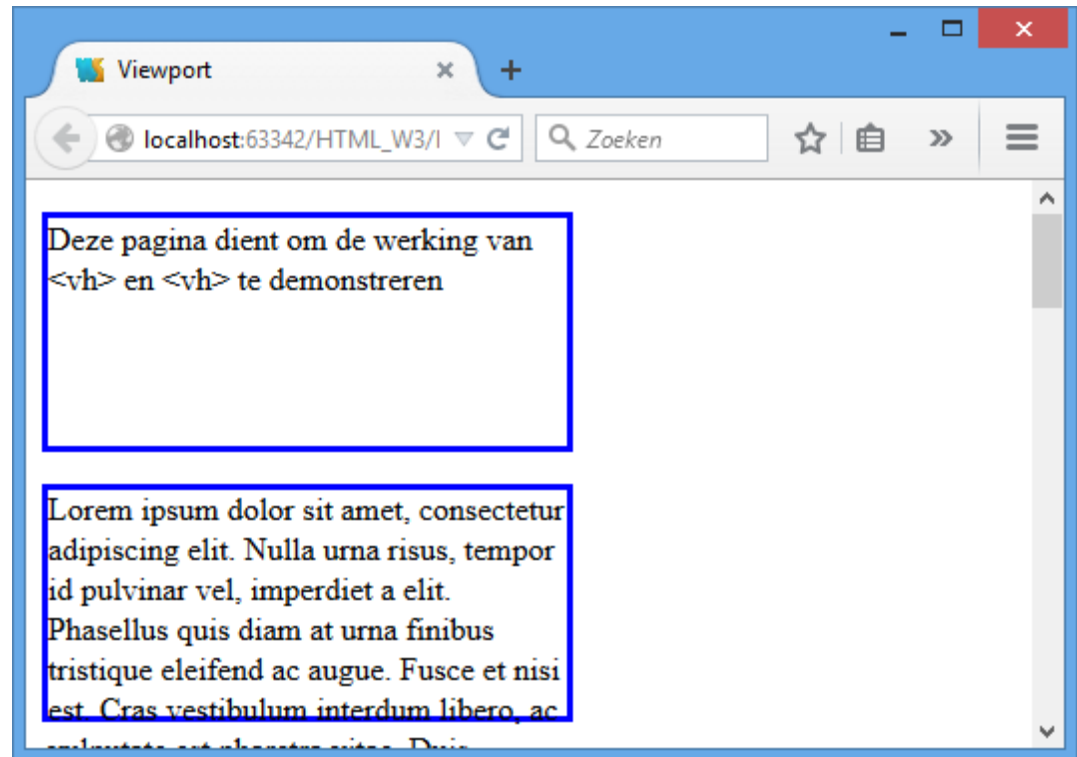 Viewport
localhost:63342/HTML_W3/
Zoeken
Deze pagina dient om de werking van
<vh> en <vh> te demonstreren
Lorem ipsum dolor sit amet, consectetur
adipiscing elit. Nulla urna risus, tempor
id pulvinar vel, imperdiet a elit.
Phasellus quis diam at urna finibus
tristique eleifend ac augue. Fusce et nisi
est. Cras vestibulum interdum libero, ac